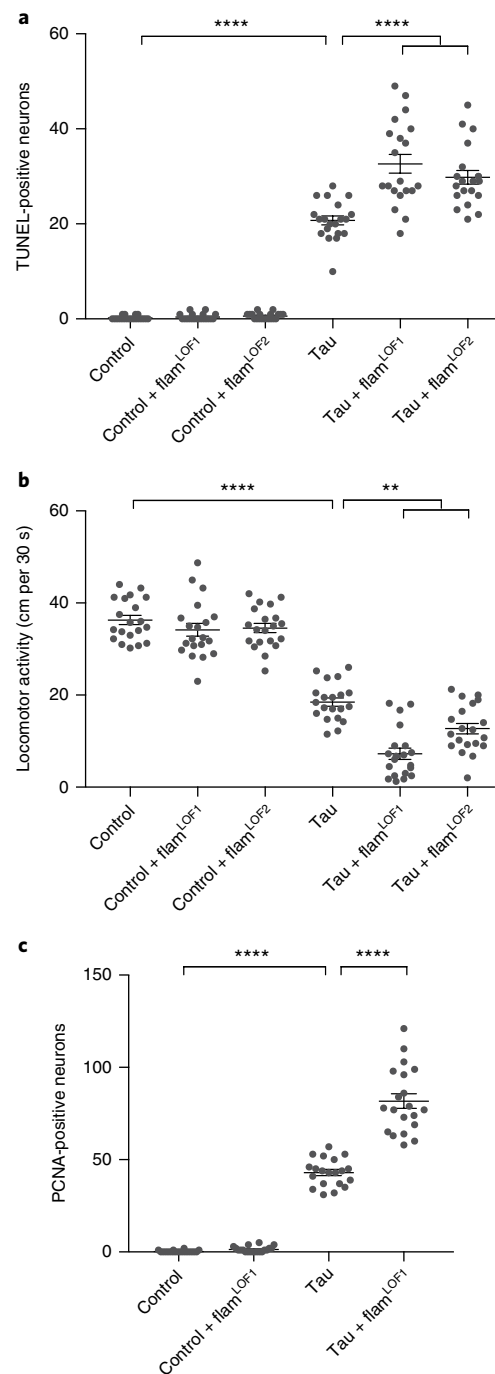 a
**** ****
60
40
20
0
TUNEL-positive neurons
Control
Control + flam^LOF1
Control + flam^LOF2
Tau
Tau + flam^LOF1
Tau + flam^LOF2
b
**** **
60
40
20
0
Locomotor activity (cm per 30 s)
Control
Control + flam^LOF1
Control + flam^LOF2
Tau
Tau + flam^LOF1
Tau + flam^LOF2
c
**** ****
150
100
50
0
PCNA-positive neurons
Control
Control + flam^LOF1
Tau
Tau + flam^LOF1